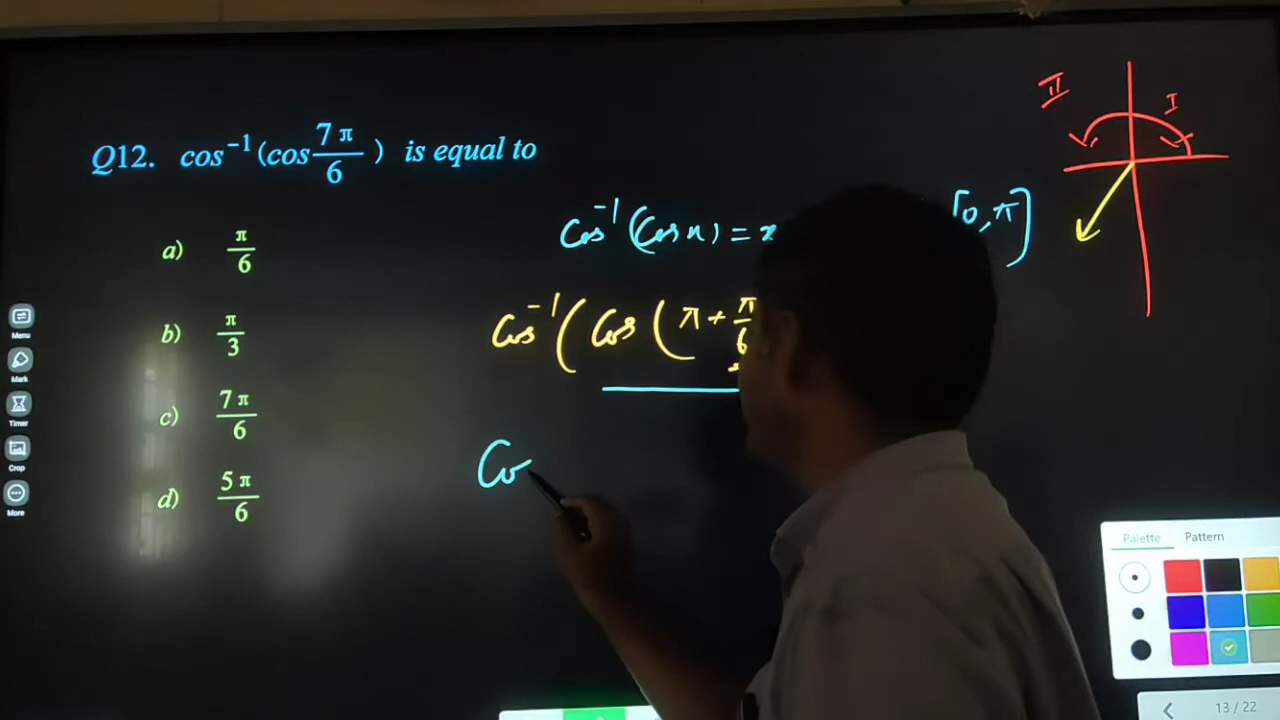 Q12. cos⁻¹(cos 7π/6) is equal to
a) π/6
b) π/3
c) 7π/6
d) 5π/6
II
I
Cos⁻¹(Cos x) = x [0, π]
Cos⁻¹(Cos(π + π/6
Co
Menu
Mark
Timer
Crop
More
Palette Pattern
13 / 22